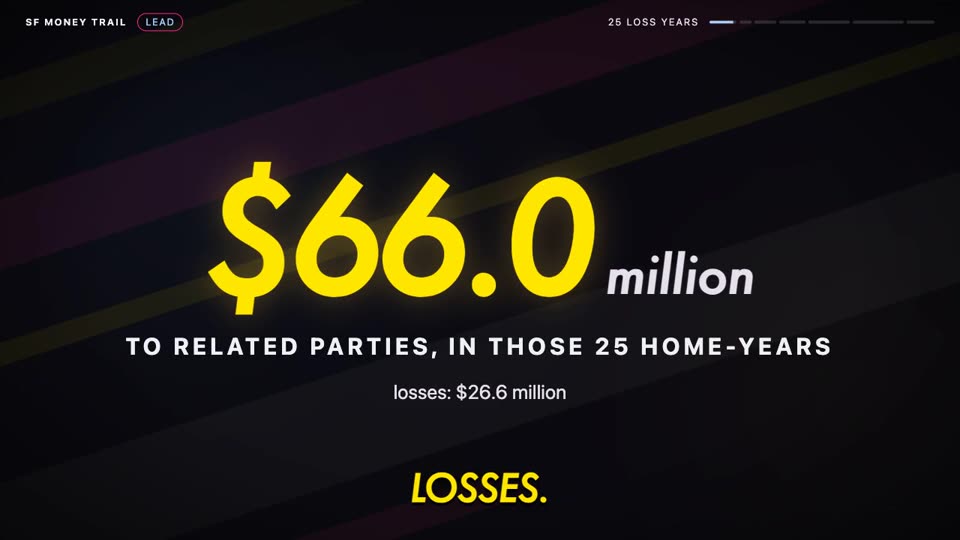 SF MONEY TRAIL LEAD
25 LOSS YEARS
$66.0 million
TO RELATED PARTIES, IN THOSE 25 HOME-YEARS
losses: $26.6 million
LOSSES.